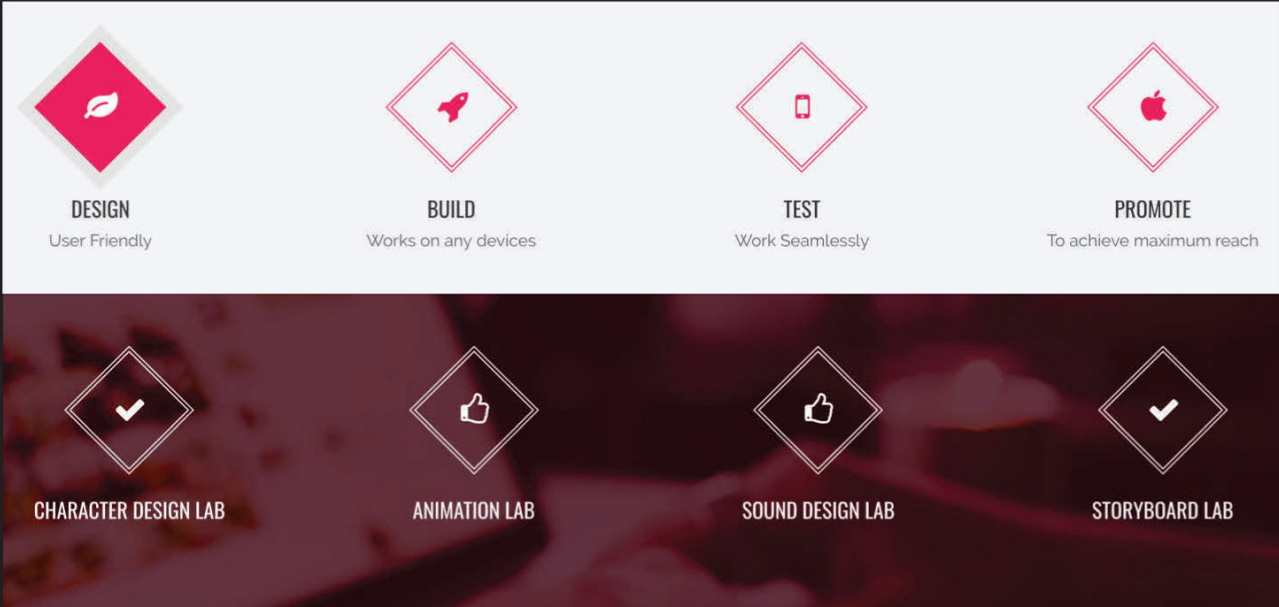 DESIGN
User Friendly
BUILD
Works on any devices
TEST
Work Seamlessly
PROMOTE
To achieve maximum reach
CHARACTER DESIGN LAB
ANIMATION LAB
SOUND DESIGN LAB
STORYBOARD LAB